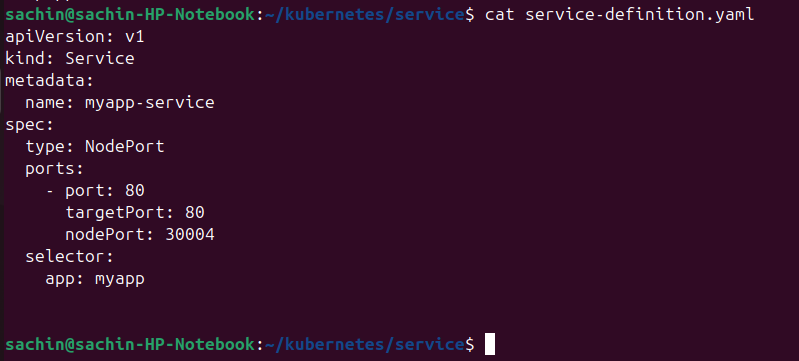 sachin@sachin-HP-Notebook:~/kubernetes/service$ cat service-definition.yaml
apiVersion: v1
kind: Service
metadata:
  name: myapp-service
spec:
  type: NodePort
  ports:
    - port: 80
      targetPort: 80
      nodePort: 30004
  selector:
    app: myapp
sachin@sachin-HP-Notebook:~/kubernetes/service$